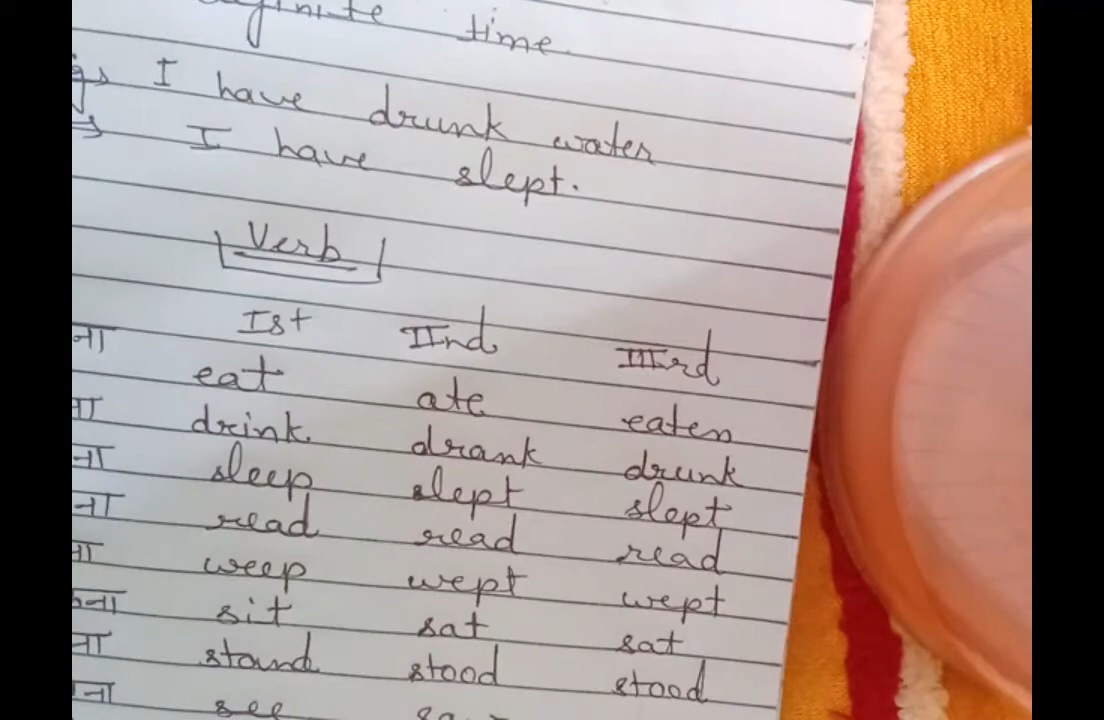 time.
I have drunk water
I have slept.
Verb
Ist IInd IIIrd
eat ate eaten
drink. drank drunk
sleep slept slept
read read read
weep wept wept
sit sat sat
stand stood stood
see